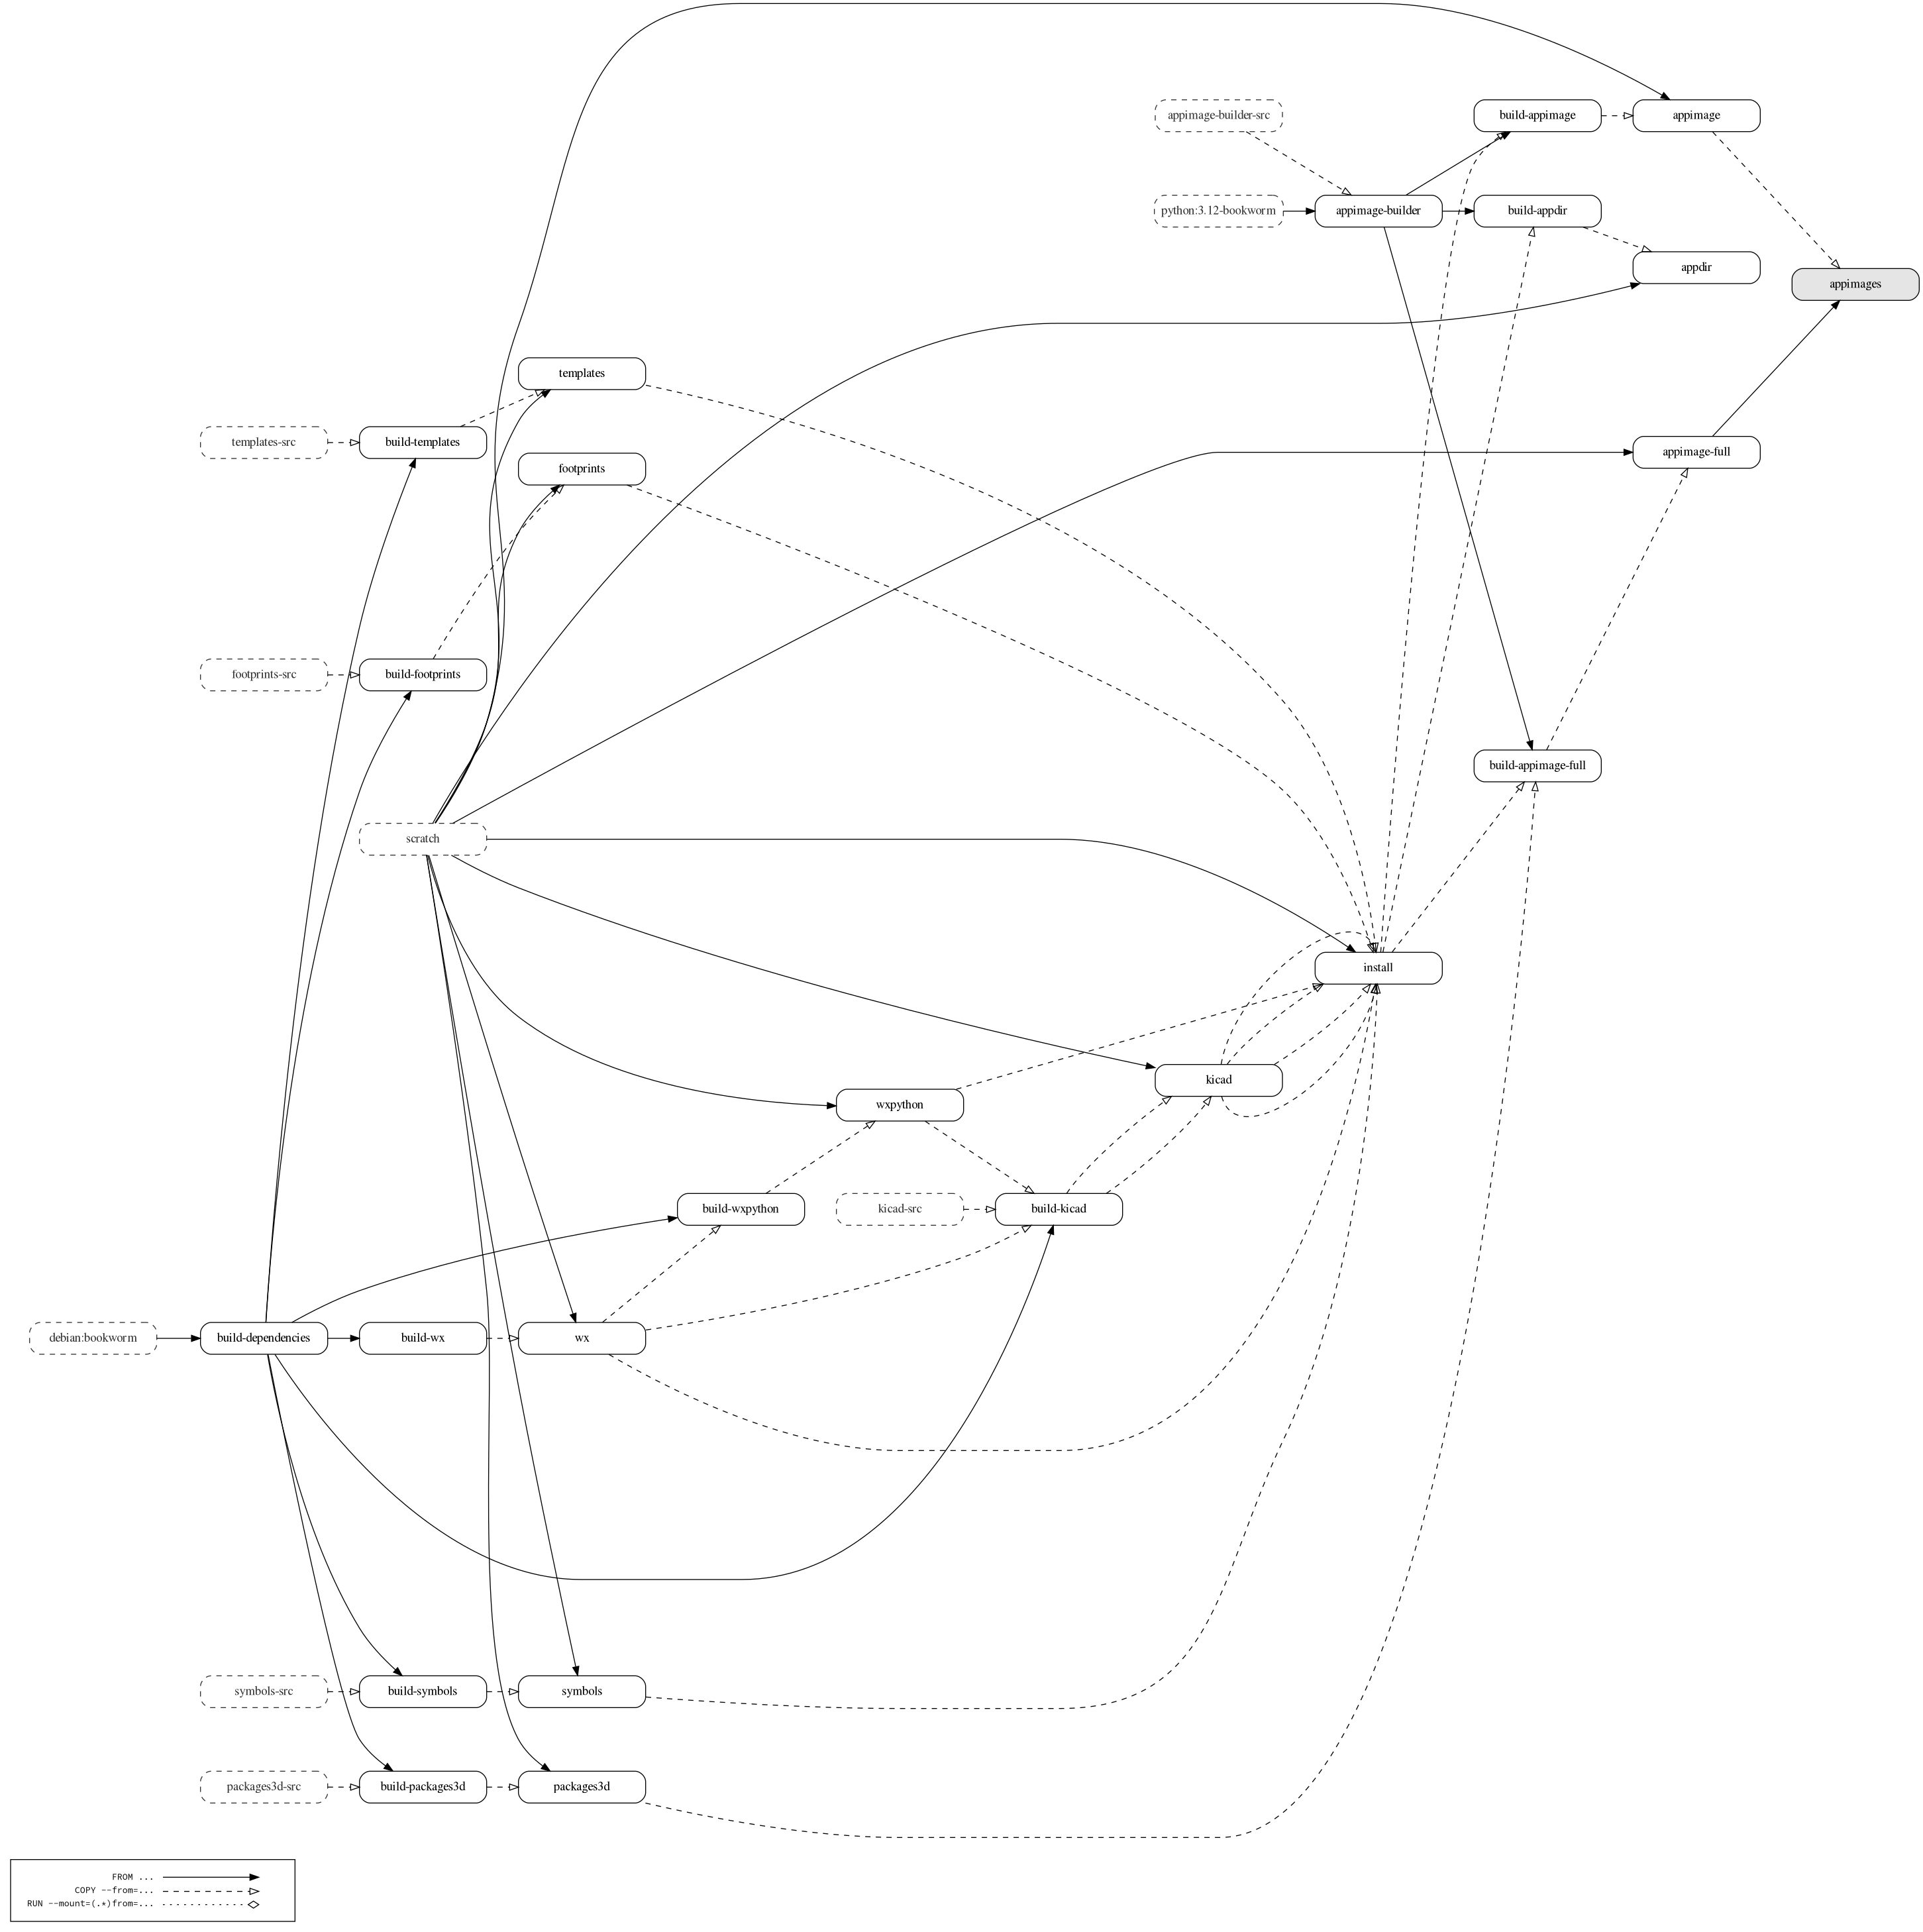 appimage-builder-src
build-appimage
appimage
python:3.12-bookworm
appimage-builder
build-appdir
appdir
appimages
templates
templates-src
build-templates
appimage-full
footprints
footprints-src
build-footprints
build-appimage-full
scratch
install
kicad
wxpython
build-wxpython
kicad-src
build-kicad
debian:bookworm
build-dependencies
build-wx
wx
symbols-src
build-symbols
symbols
packages3d-src
build-packages3d
packages3d
FROM ...
COPY --from=...
RUN --mount=(.*)from=...